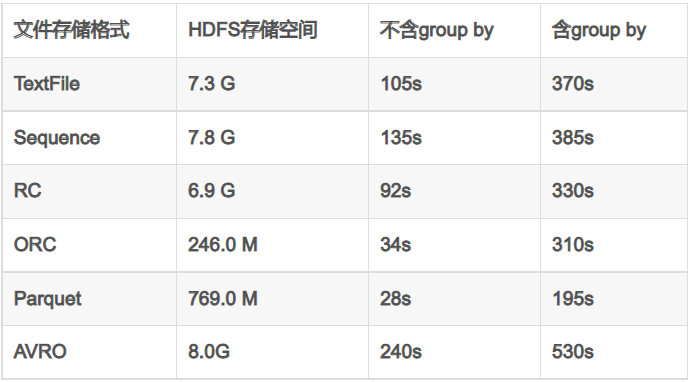 文件存储格式 HDFS存储空间 不含group by 含group by
TextFile 7.3 G 105s 370s
Sequence 7.8 G 135s 385s
RC 6.9 G 92s 330s
ORC 246.0 M 34s 310s
Parquet 769.0 M 28s 195s
AVRO 8.0G 240s 530s